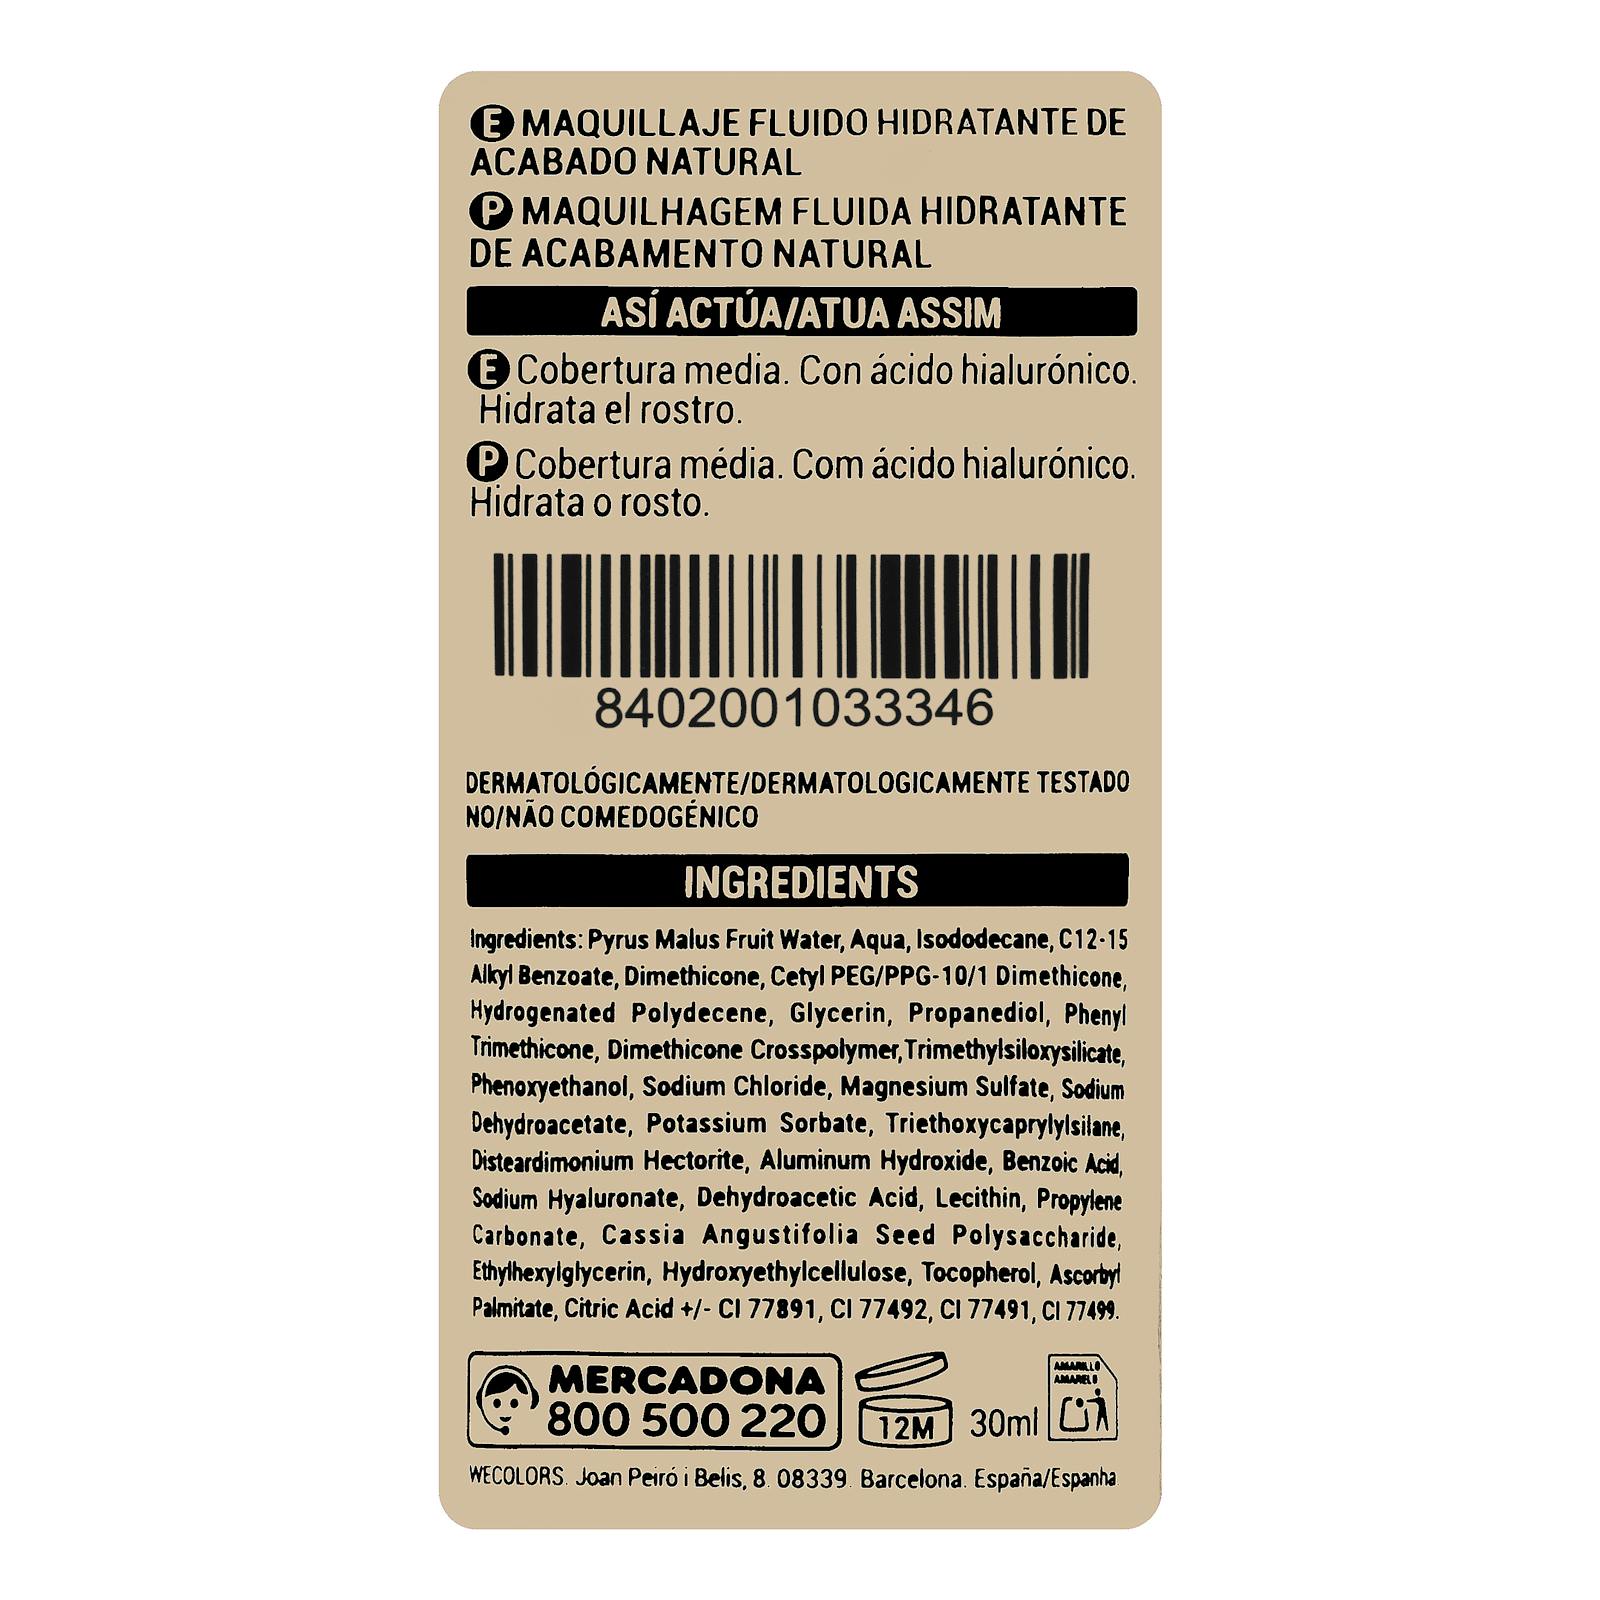 E MAQUILLAJE FLUIDO HIDRATANTE DE
ACABADO NATURAL
P MAQUILHAGEM FLUIDA HIDRATANTE
DE ACABAMENTO NATURAL
ASÍ ACTÚA/ATUA ASSIM
E Cobertura media. Con ácido hialurónico.
Hidrata el rostro.
P Cobertura média. Com ácido hialurónico.
Hidrata o rosto.
8402001033346
DERMATOLÓGICAMENTE/DERMATOLOGICAMENTE TESTADO
NO/NÃO COMEDOGÉNICO
INGREDIENTS
Ingredients: Pyrus Malus Fruit Water, Aqua, Isododecane, C12-15
Alkyl Benzoate, Dimethicone, Cetyl PEG/PPG-10/1 Dimethicone,
Hydrogenated Polydecene, Glycerin, Propanediol, Phenyl
Trimethicone, Dimethicone Crosspolymer,Trimethylsiloxysilicate,
Phenoxyethanol, Sodium Chloride, Magnesium Sulfate, Sodium
Dehydroacetate, Potassium Sorbate, Triethoxycaprylylsilane,
Disteardimonium Hectorite, Aluminum Hydroxide, Benzoic Acid,
Sodium Hyaluronate, Dehydroacetic Acid, Lecithin, Propylene
Carbonate, Cassia Angustifolia Seed Polysaccharide,
Ethylhexylglycerin, Hydroxyethylcellulose, Tocopherol, Ascorbyl
Palmitate, Citric Acid +/- CI 77891, CI 77492, CI 77491, CI 77499.
MERCADONA
800 500 220
12M
30ml
AMARILLO
AMARELO
WECOLORS. Joan Peiró i Belis, 8. 08339. Barcelona. España/Espanha